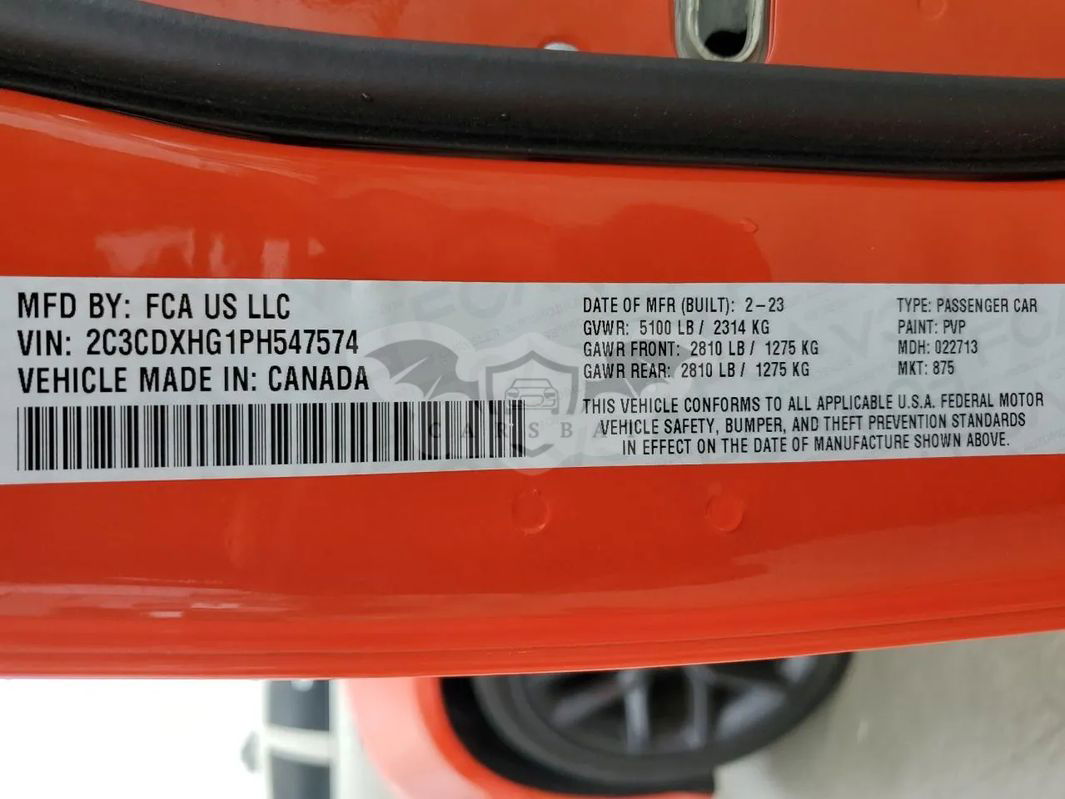 MFD BY: FCA US LLC
VIN: 2C3CDXHG1PH547574
VEHICLE MADE IN: CANADA
DATE OF MFR (BUILT): 2-23
GVWR: 5100 LB / 2314 KG
GAWR FRONT: 2810 LB / 1275 KG
GAWR REAR: 2810 LB / 1275 KG
TYPE: PASSENGER CAR
PAINT: PVP
MDH: 022713
MKT: 875
THIS VEHICLE CONFORMS TO ALL APPLICABLE U.S.A. FEDERAL MOTOR
VEHICLE SAFETY, BUMPER, AND THEFT PREVENTION STANDARDS
IN EFFECT ON THE DATE OF MANUFACTURE SHOWN ABOVE.